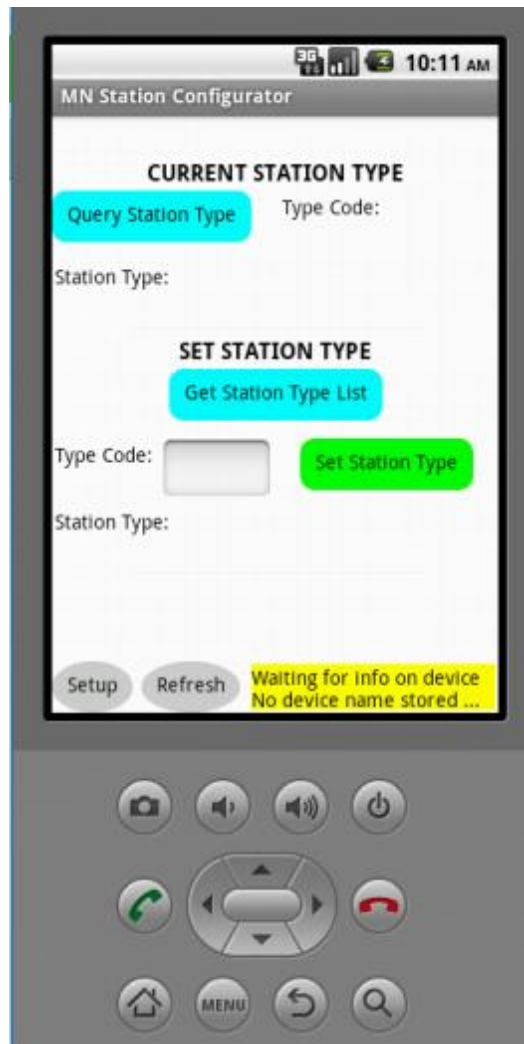 3G
10:11 AM
MN Station Configurator
CURRENT STATION TYPE
Query Station Type
Type Code:
Station Type:
SET STATION TYPE
Get Station Type List
Type Code:
Set Station Type
Station Type:
Setup
Refresh
Waiting for info on device
No device name stored ...
MENU